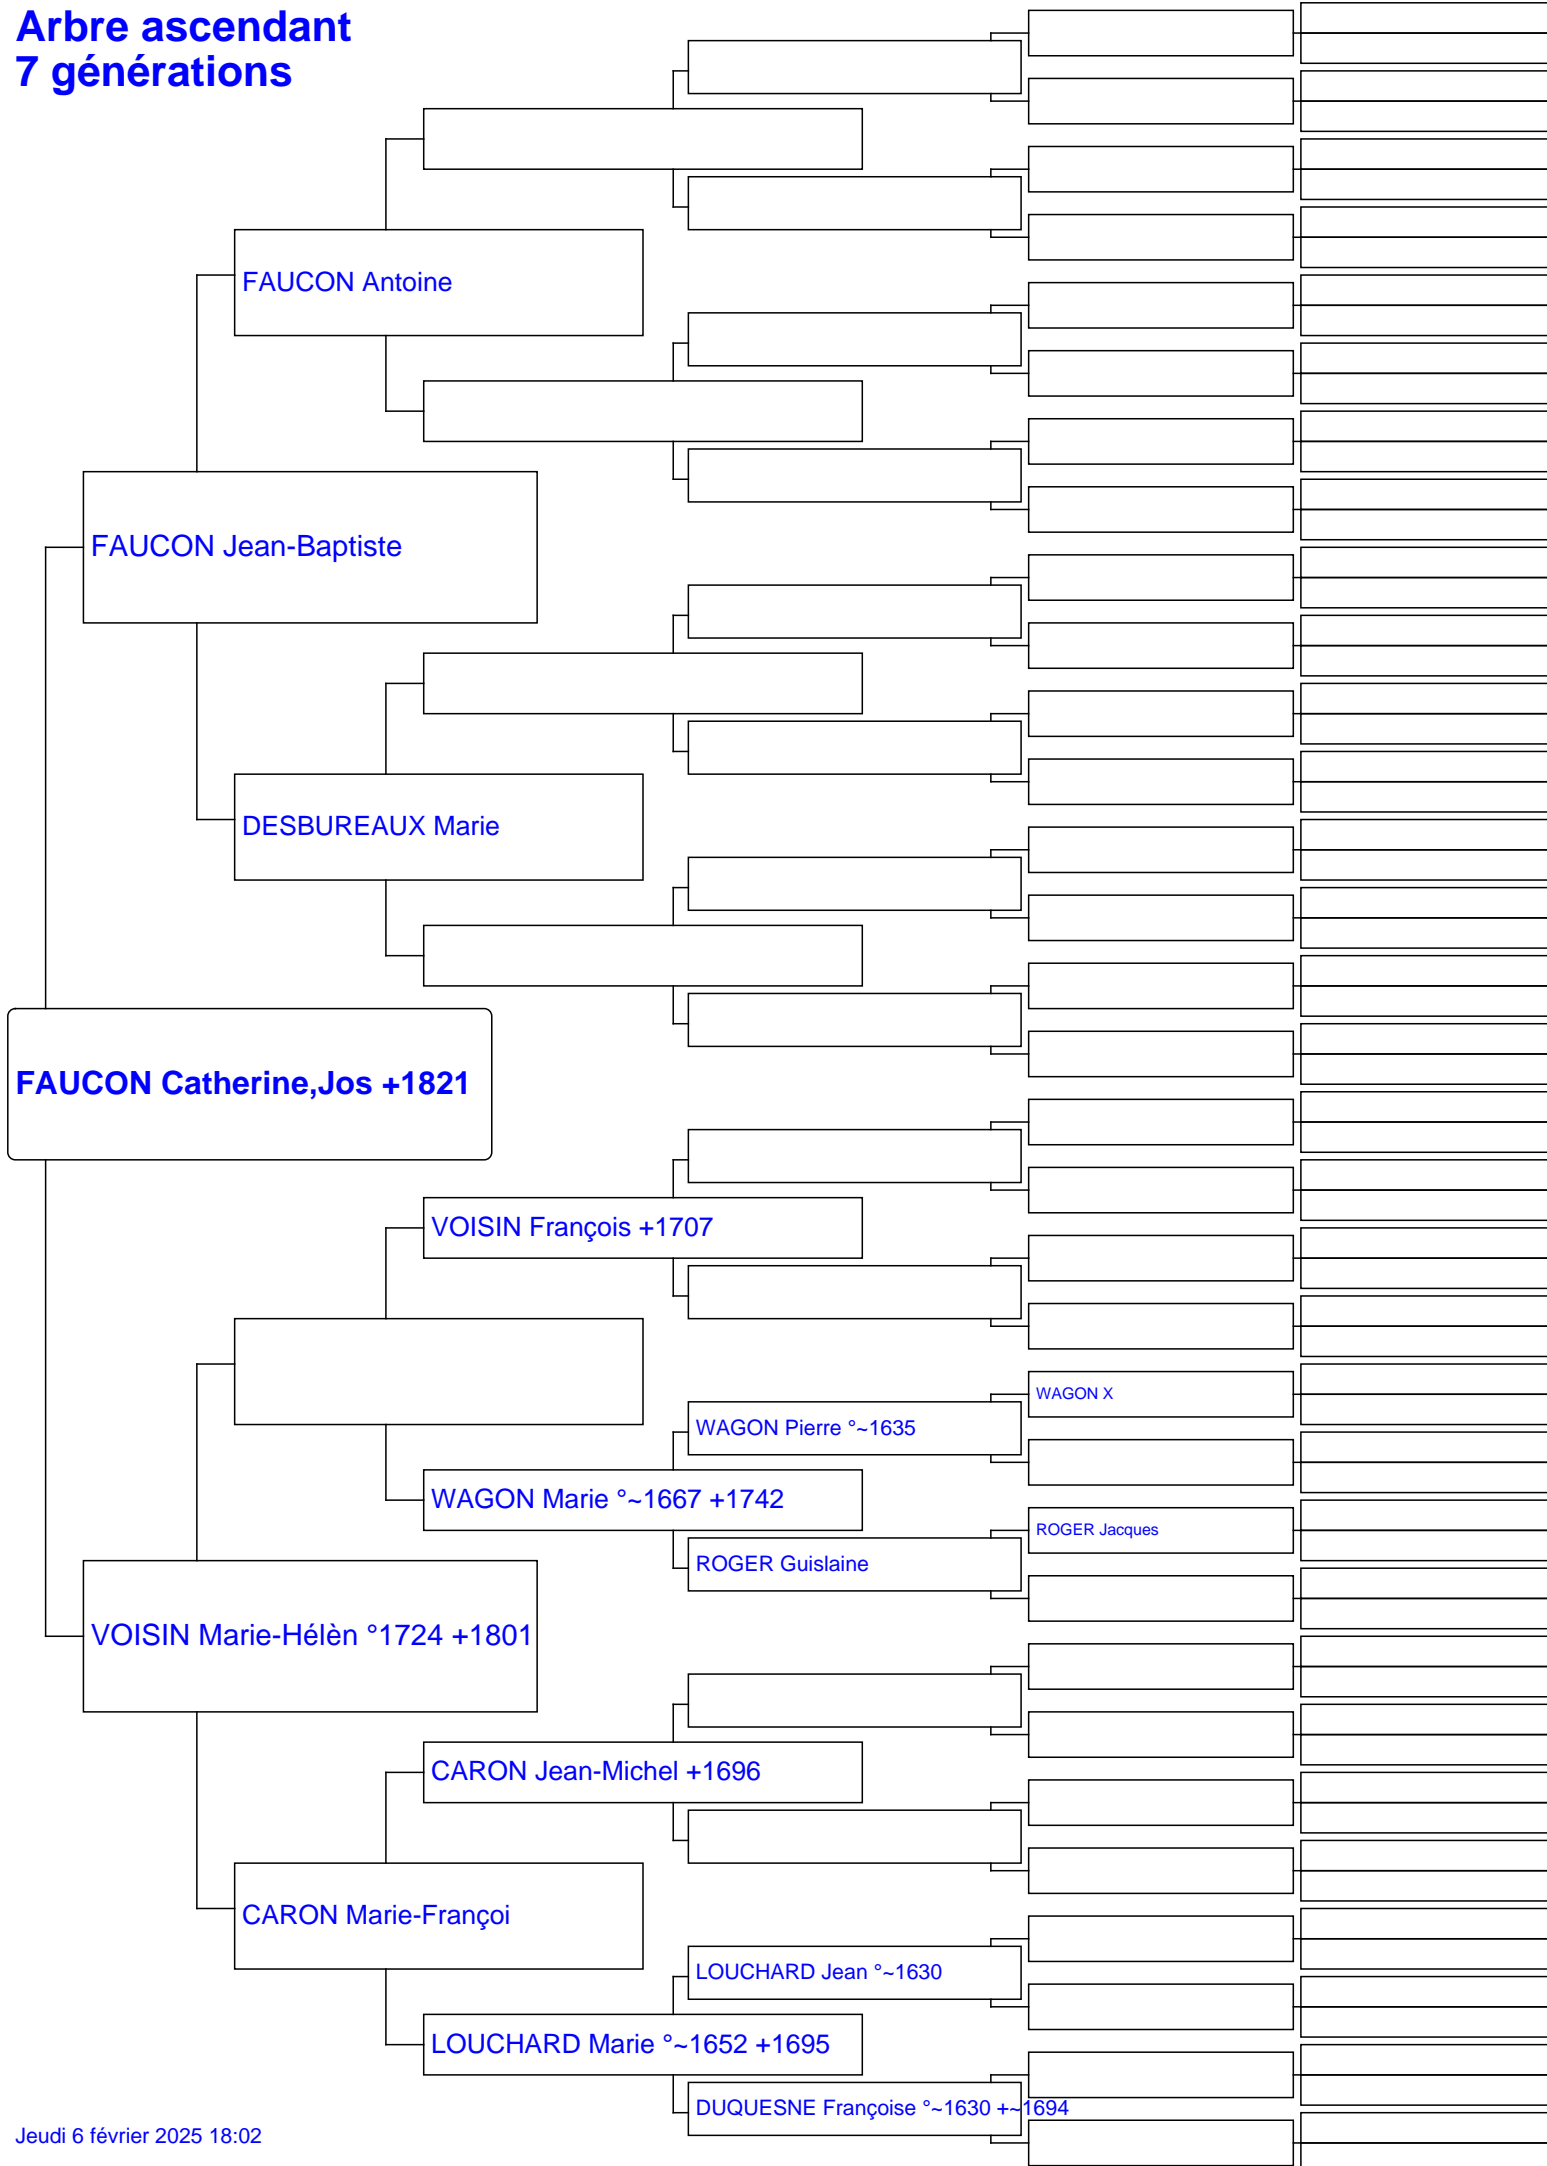 Arbre ascendant
7 générations
FAUCON Antoine
FAUCON Jean-Baptiste
DESBUREAUX Marie
FAUCON Catherine,Jos +1821
VOISIN François +1707
WAGON X
WAGON Pierre °~1635
WAGON Marie °~1667 +1742
ROGER Jacques
ROGER Guislaine
VOISIN Marie-Hélèn °1724 +1801
CARON Jean-Michel +1696
CARON Marie-Françoi
LOUCHARD Jean °~1630
LOUCHARD Marie °~1652 +1695
DUQUESNE Françoise °~1630 +~1694
Jeudi 6 février 2025 18:02